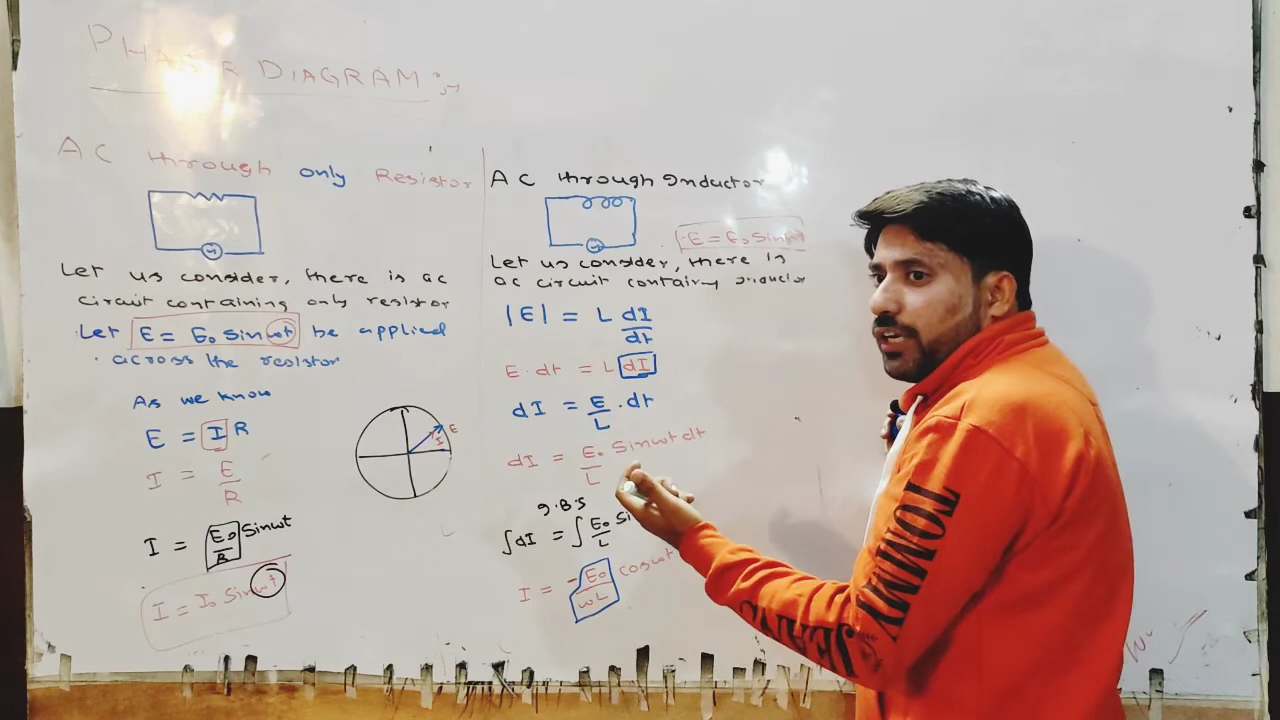 PHASOR DIAGRAM :-
AC through only Resistor
Let us consider, there is ac
circuit containing only resistor
Let E = E₀ sinωt be applied
across the resistor
As we know
E = I R
I = E/R
I = E₀/R sinωt
I = I₀ sinωt
E
I
AC through Inductor
E = E₀ sinωt
Let us consider, there is
ac circuit containing inductor
|E| = L dI/dt
E · dt = L dI
dI = E/L · dt
dI = E₀/L sinωt dt
I·B·S
∫dI = ∫ E₀/L
I = -E₀/ωL cosωt
TOMMY
JEANS